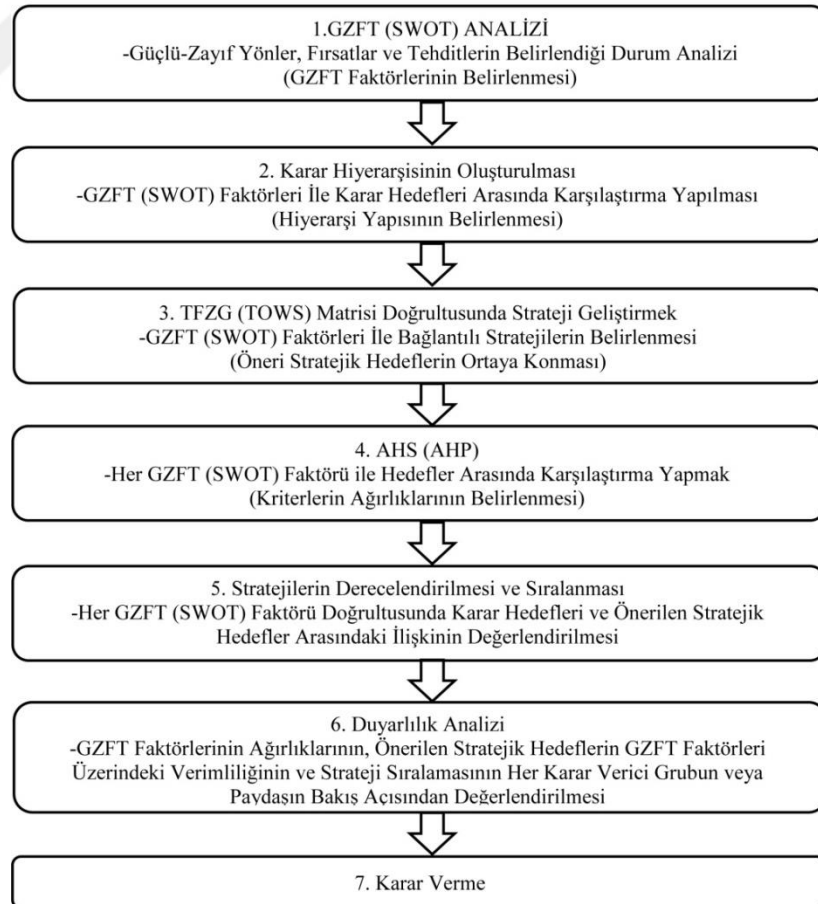 1.GZFT (SWOT) ANALİZİ
-Güçlü-Zayıf Yönler, Fırsatlar ve Tehditlerin Belirlendiği Durum Analizi
(GZFT Faktörlerinin Belirlenmesi)
2. Karar Hiyerarşisinin Oluşturulması
-GZFT (SWOT) Faktörleri İle Karar Hedefleri Arasında Karşılaştırma Yapılması
(Hiyerarşi Yapısının Belirlenmesi)
3. TFZG (TOWS) Matrisi Doğrultusunda Strateji Geliştirmek
-GZFT (SWOT) Faktörleri İle Bağlantılı Stratejilerin Belirlenmesi
(Öneri Stratejik Hedeflerin Ortaya Konması)
4. AHS (AHP)
-Her GZFT (SWOT) Faktörü ile Hedefler Arasında Karşılaştırma Yapmak
(Kriterlerin Ağırlıklarının Belirlenmesi)
5. Stratejilerin Derecelendirilmesi ve Sıralanması
-Her GZFT (SWOT) Faktörü Doğrultusunda Karar Hedefleri ve Önerilen Stratejik
Hedefler Arasındaki İlişkinin Değerlendirilmesi
6. Duyarlılık Analizi
-GZFT Faktörlerinin Ağırlıklarının, Önerilen Stratejik Hedeflerin GZFT Faktörleri
Üzerindeki Verimliliğinin ve Strateji Sıralamasının Her Karar Verici Grubun veya
Paydaşın Bakış Açısından Değerlendirilmesi
7. Karar Verme